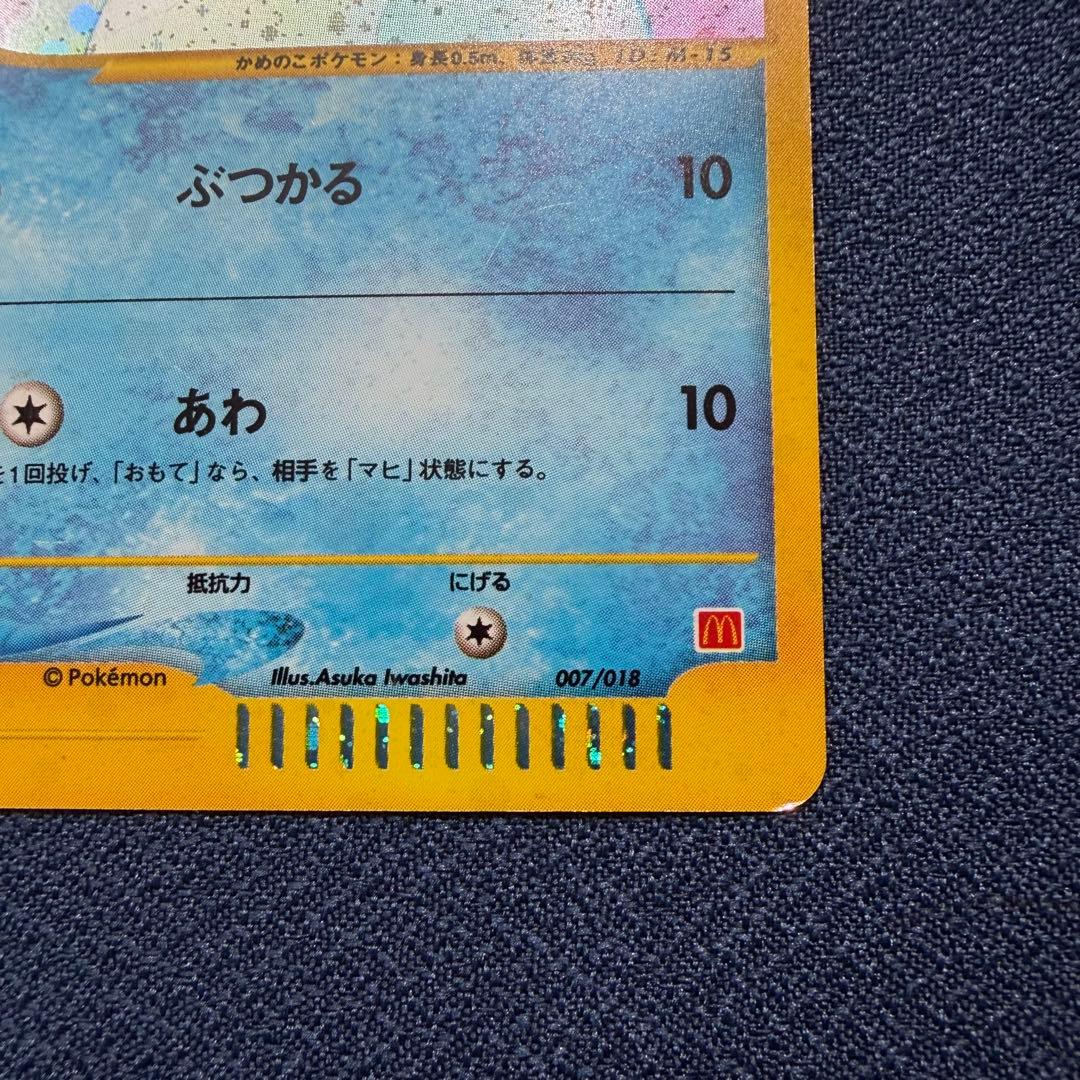 かめのこポケモン：身長0.5m、 ID：M-15
ぶつかる 10
あわ 10
を1回投げ、「おもて」なら、相手を「マヒ」状態にする。
抵抗力 にげる
©Pokémon Illus.Asuka Iwashita 007/018